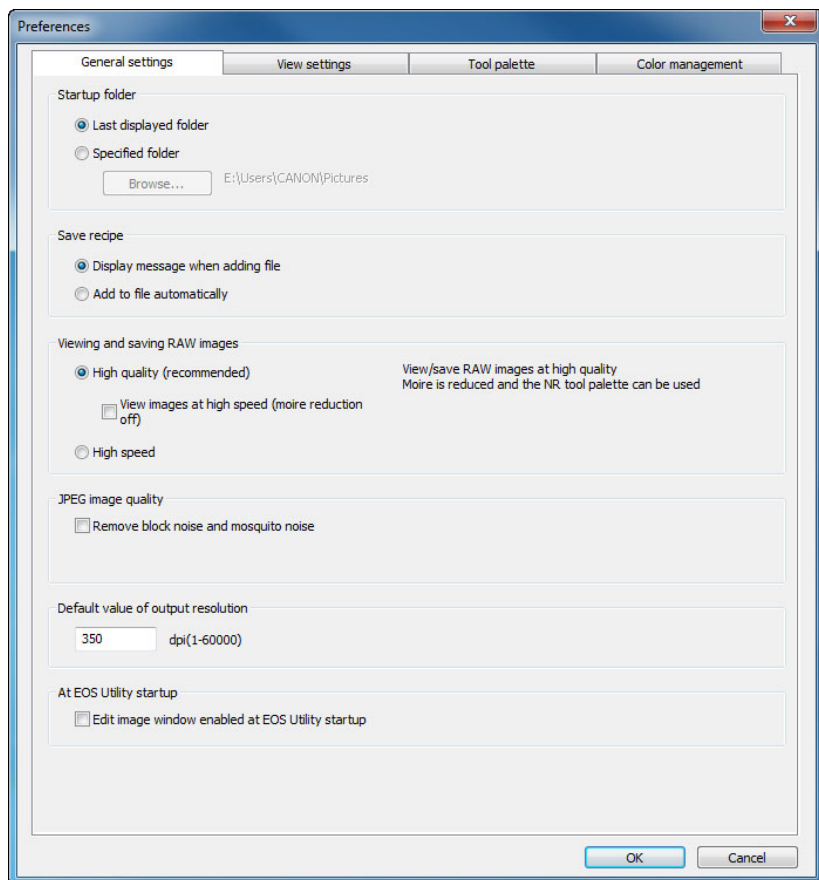 Preferences
General settings
View settings
Tool palette
Color management
Startup folder
Last displayed folder
Specified folder
Browse...
E:\Users\CANON\Pictures
Save recipe
Display message when adding file
Add to file automatically
Viewing and saving RAW images
High quality (recommended)
View/save RAW images at high quality
Moire is reduced and the NR tool palette can be used
View images at high speed (moire reduction
off)
High speed
JPEG image quality
Remove block noise and mosquito noise
Default value of output resolution
350 dpi(1-60000)
At EOS Utility startup
Edit image window enabled at EOS Utility startup
OK
Cancel